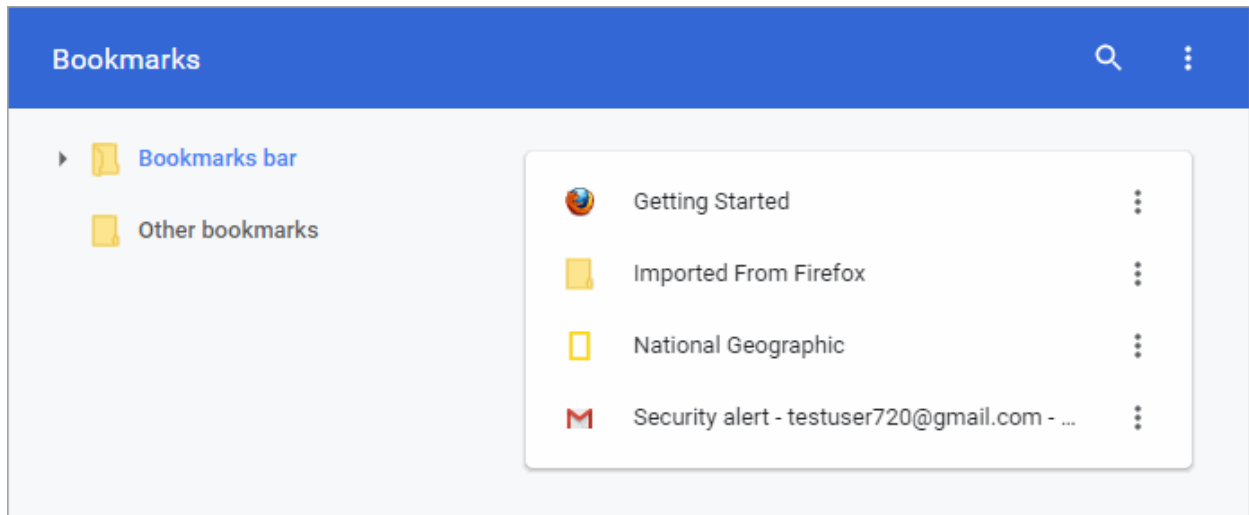 Bookmarks
Bookmarks bar
Other bookmarks
Getting Started
Imported From Firefox
National Geographic
Security alert - testuser720@gmail.com - ...